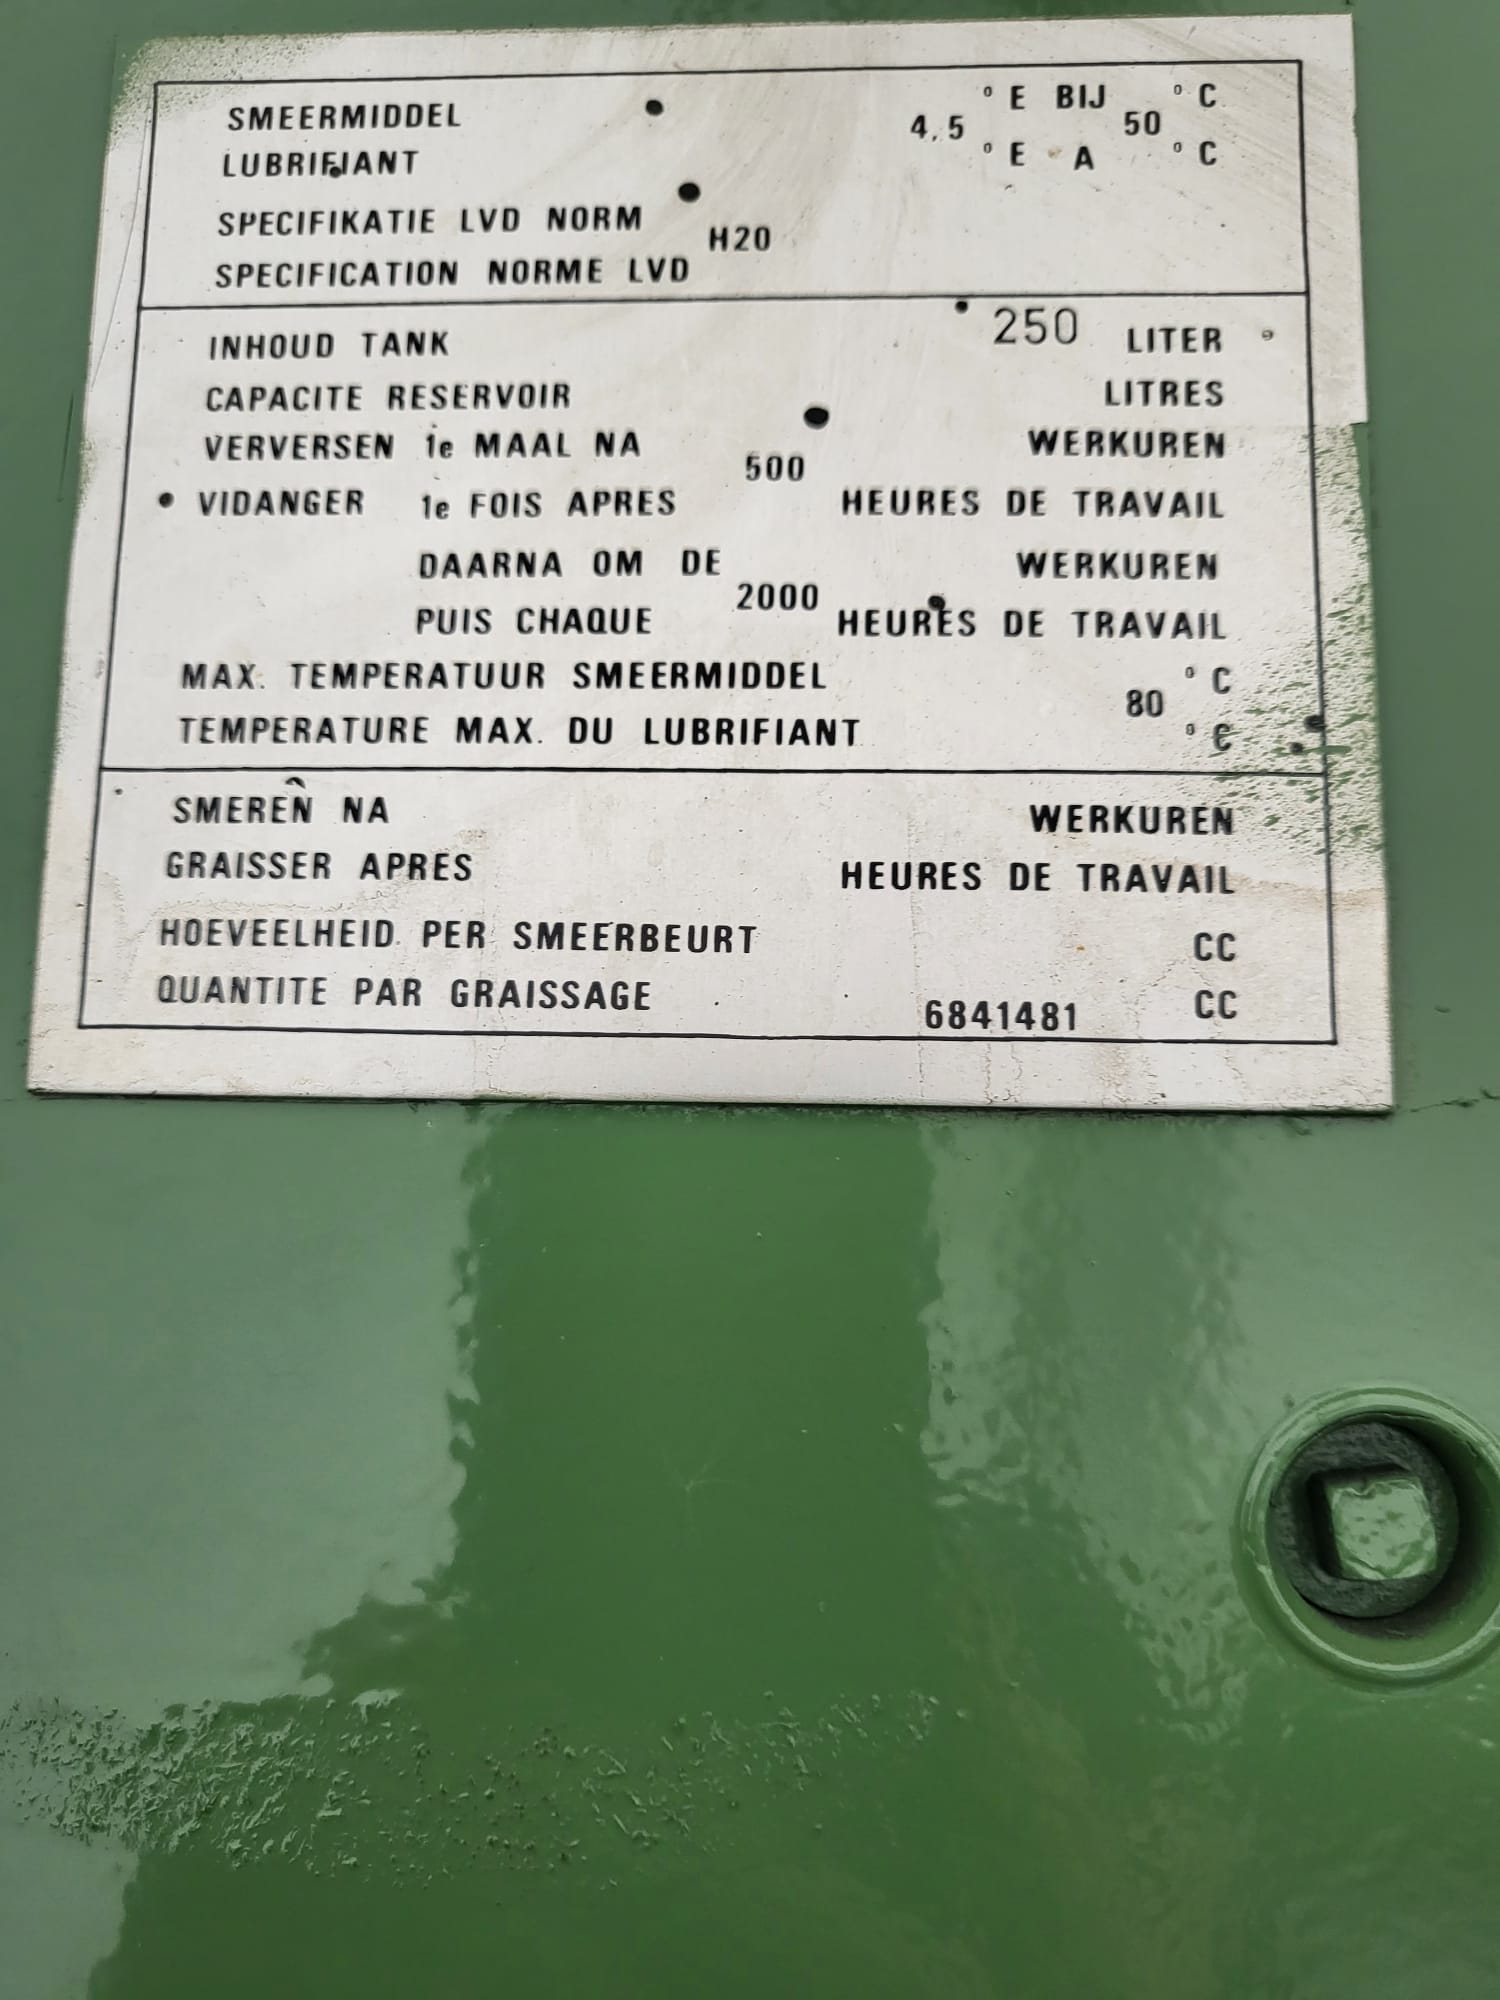 SMEERMIDDEL 4,5 °E BIJ 50 °C
LUBRIFIANT °E A °C
SPECIFIKATIE LVD NORM H20
SPECIFICATION NORME LVD
INHOUD TANK 250 LITER
CAPACITE RESERVOIR LITRES
VERVERSEN 1e MAAL NA 500 WERKUREN
VIDANGER 1e FOIS APRES HEURES DE TRAVAIL
DAARNA OM DE 2000 WERKUREN
PUIS CHAQUE HEURES DE TRAVAIL
MAX. TEMPERATUUR SMEERMIDDEL 80 °C
TEMPERATURE MAX. DU LUBRIFIANT °C
SMEREN NA WERKUREN
GRAISSER APRES HEURES DE TRAVAIL
HOEVEELHEID PER SMEERBEURT CC
QUANTITE PAR GRAISSAGE CC
6841481